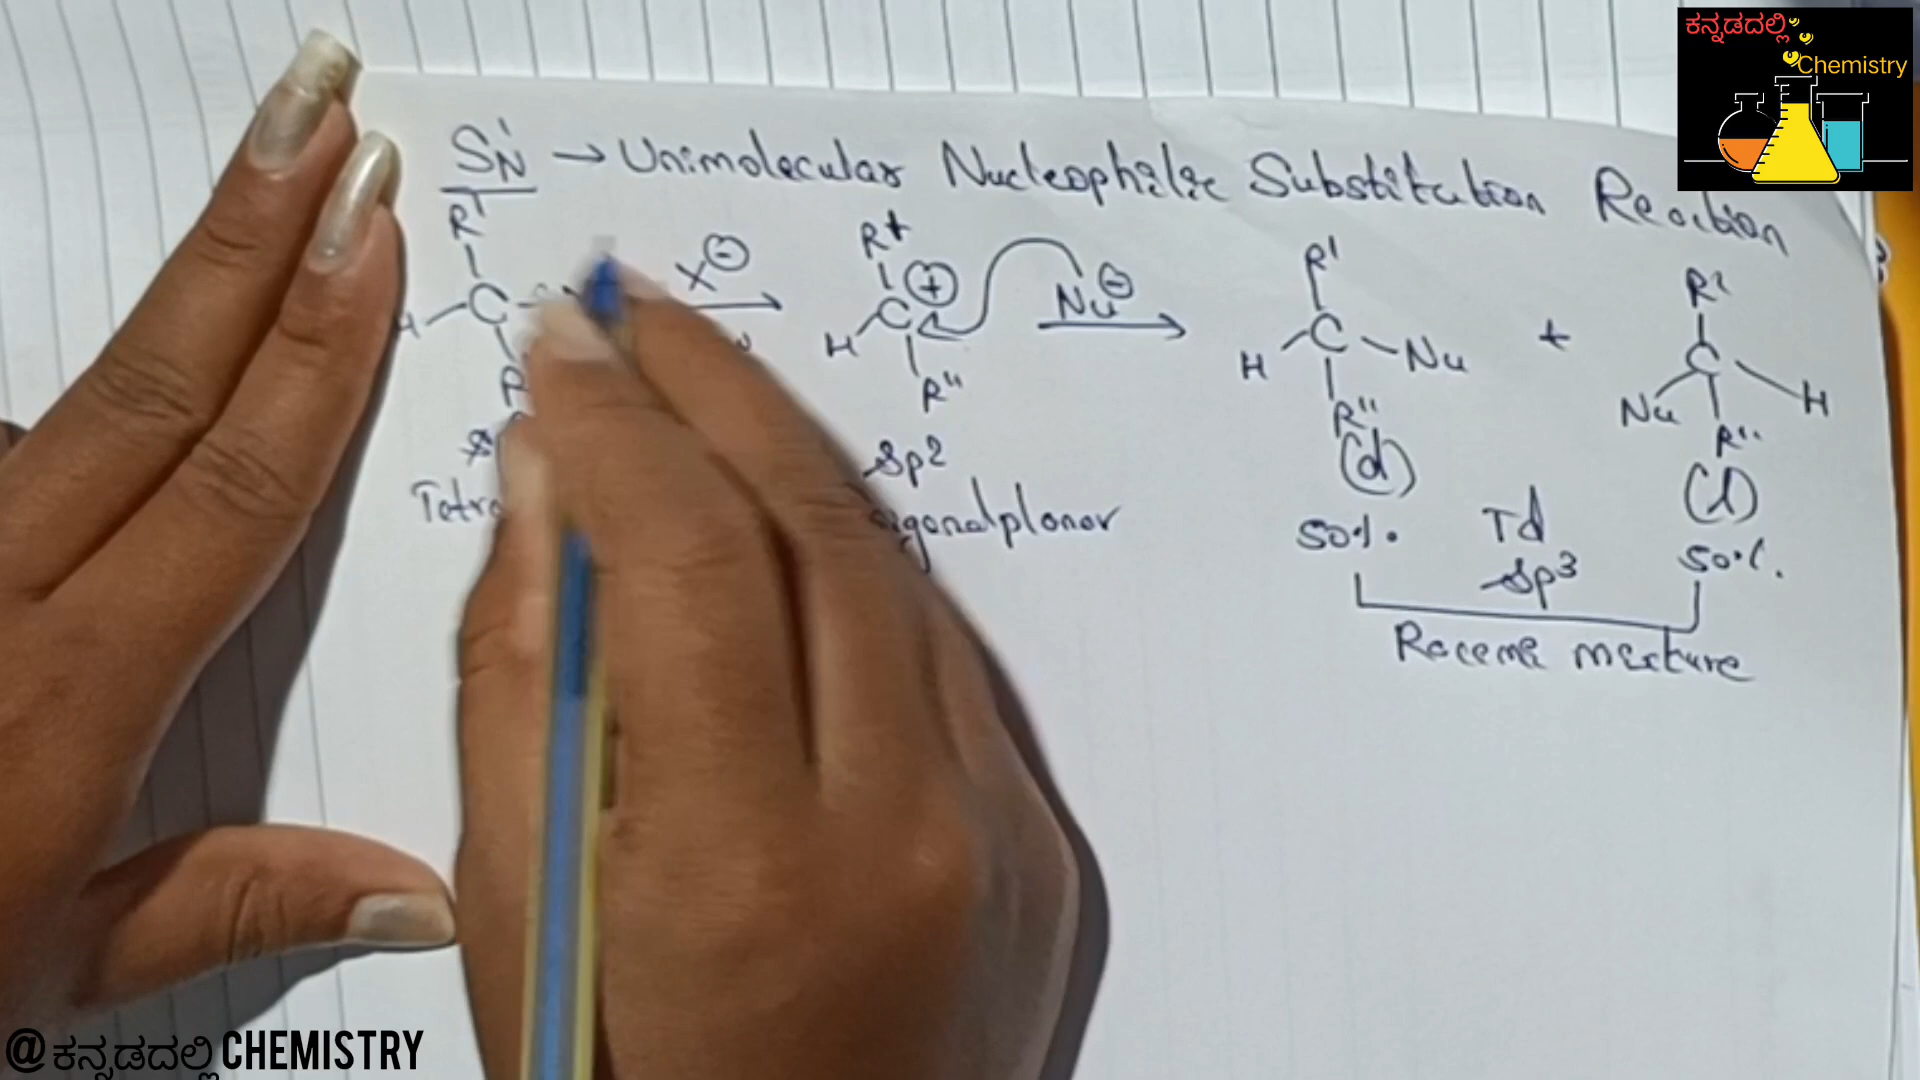 ಕನ್ನಡದಲ್ಲಿ
Chemistry
SN1 → Unimolecular Nucleophilic Substitution Reaction
R' X⊖ R' ⊕ Nu⊖ R' + R'
H C H C H C Nu Nu C H
R R'' R'' R''
sp2 (d) (l)
Tetra gonalplanar 50%. Td 50%.
sp3
Raceme mixture
@ಕನ್ನಡದಲ್ಲಿ CHEMISTRY